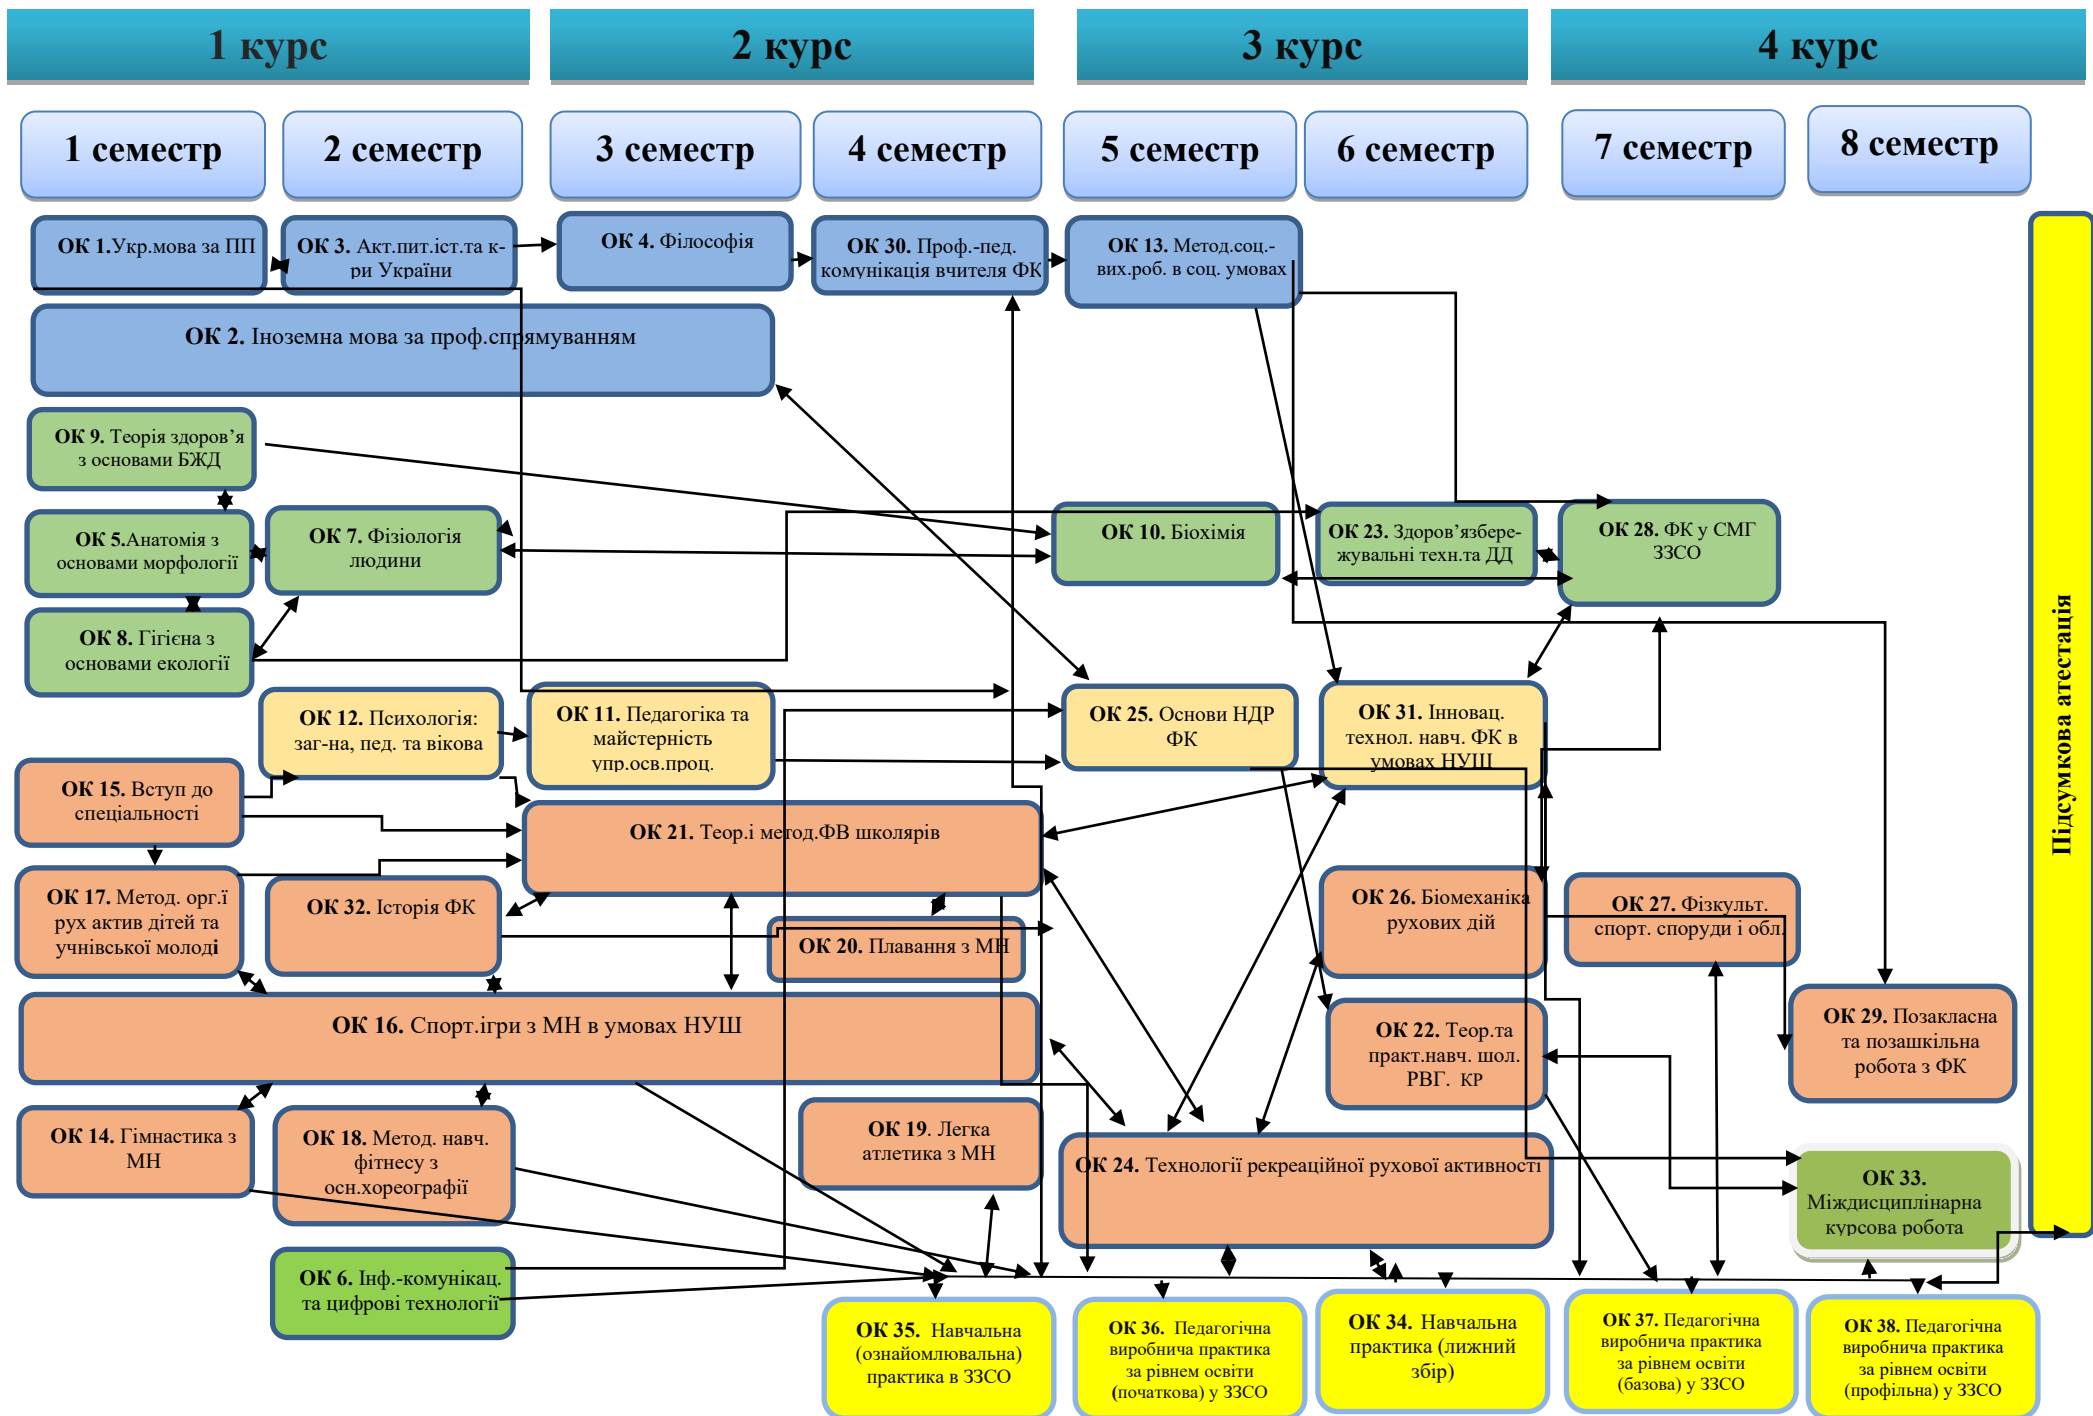 1 курс
2 курс
3 курс
4 курс
1 семестр
2 семестр
3 семестр
4 семестр
5 семестр
6 семестр
7 семестр
8 семестр
ОК 1.Укр.мова за ПП
ОК 3. Акт.пит.іст.та к-
ри України
ОК 4. Філософія
ОК 30. Проф.-пед.
комунікація вчителя ФК
ОК 13. Метод.соц.-
вих.роб. в соц. умовах
ОК 2. Іноземна мова за проф.спрямуванням
ОК 9. Теорія здоров’я
з основами БЖД
ОК 5.Анатомія з
основами морфології
ОК 7. Фізіологія
людини
ОК 10. Біохімія
ОК 23. Здоров’язбере-
жувальні техн.та ДД
ОК 28. ФК у СМГ
ЗЗСО
ОК 8. Гігієна з
основами екології
ОК 12. Психологія:
заг-на, пед. та вікова
ОК 11. Педагогіка та
майстерність
упр.осв.проц.
ОК 25. Основи НДР
ФК
ОК 31. Інновац.
технол. навч. ФК в
умовах НУШ
ОК 15. Вступ до
спеціальності
ОК 21. Теор.і метод.ФВ школярів
ОК 17. Метод. орг.ї
рух актив дітей та
учнівської молоді
ОК 32. Історія ФК
ОК 20. Плавання з МН
ОК 26. Біомеханіка
рухових дій
ОК 27. Фізкульт.
спорт. споруди і обл.
ОК 16. Спорт.ігри з МН в умовах НУШ
ОК 22. Теор.та
практ.навч. шол.
РВГ. КР
ОК 29. Позакласна
та позашкільна
робота з ФК
ОК 14. Гімнастика з
МН
ОК 18. Метод. навч.
фітнесу з
осн.хореографії
ОК 19. Легка
атлетика з МН
ОК 24. Технології рекреаційної рухової активності
ОК 33.
Міждисциплінарна
курсова робота
ОК 6. Інф.-комунікац.
та цифрові технології
ОК 35. Навчальна
(ознайомлювальна)
практика в ЗЗСО
ОК 36. Педагогічна
виробнича практика
за рівнем освіти
(початкова) у ЗЗСО
ОК 34. Навчальна
практика (лижний
збір)
ОК 37. Педагогічна
виробнича практика
за рівнем освіти
(базова) у ЗЗСО
ОК 38. Педагогічна
виробнича практика
за рівнем освіти
(профільна) у ЗЗСО
Підсумкова атестація